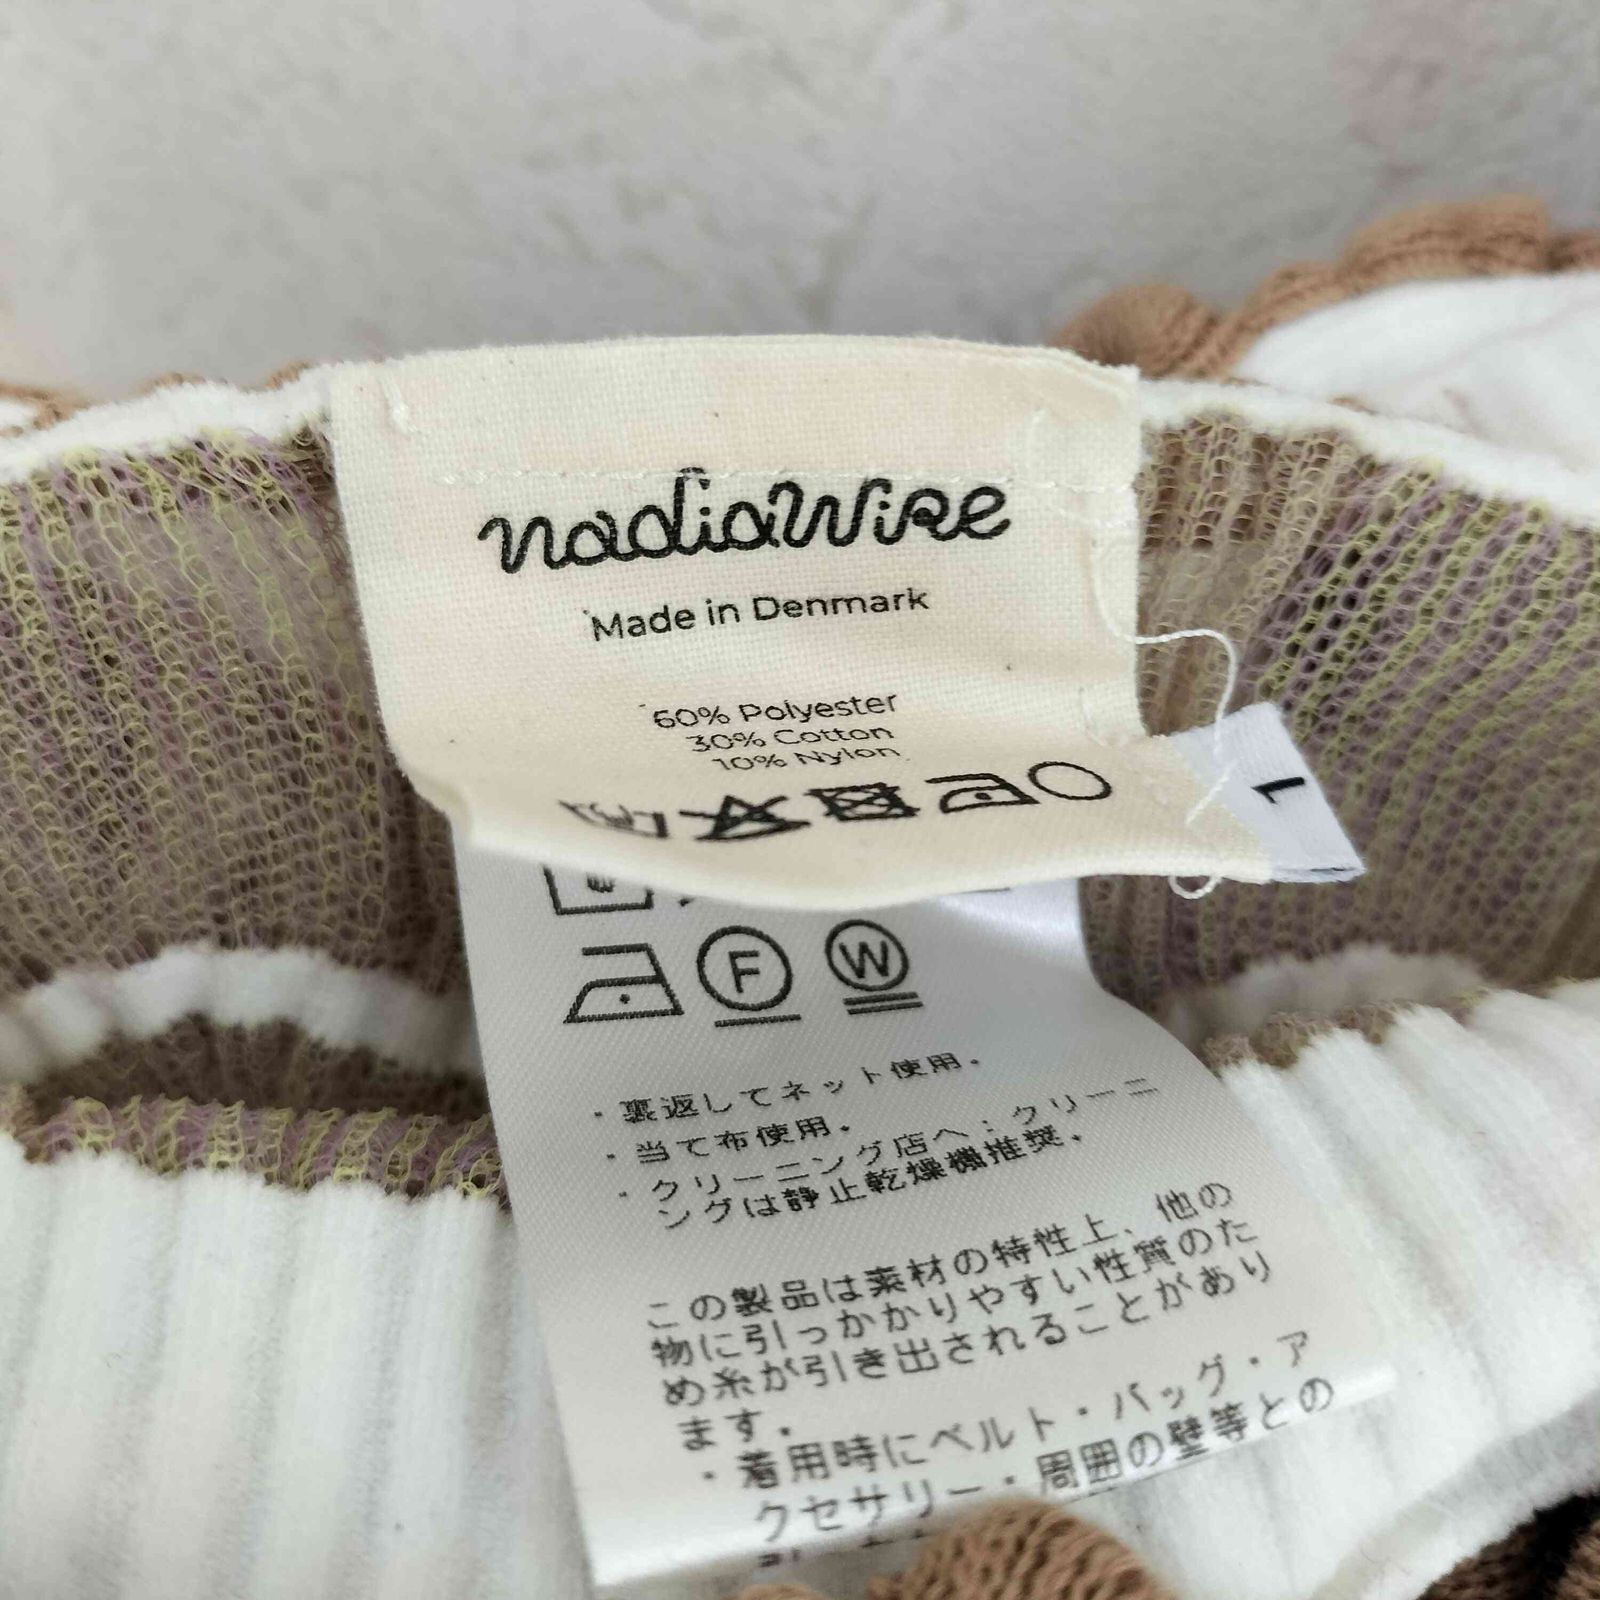 nadiaWiRe
Made in Denmark
60% Polyester
30% Cotton
10% Nylon
1
F
W
・裏返してネット使用.
・当て布使用.
・クリーニング店へ:クリーニ
ングは静止乾燥機推奨.
この製品は素材の特性上、他の
物に引っかかりやすい性質のた
め糸が引き出されることがあり
ます.
・着用時にベルト・バッグ・ア
クセサリー・周囲の壁等との